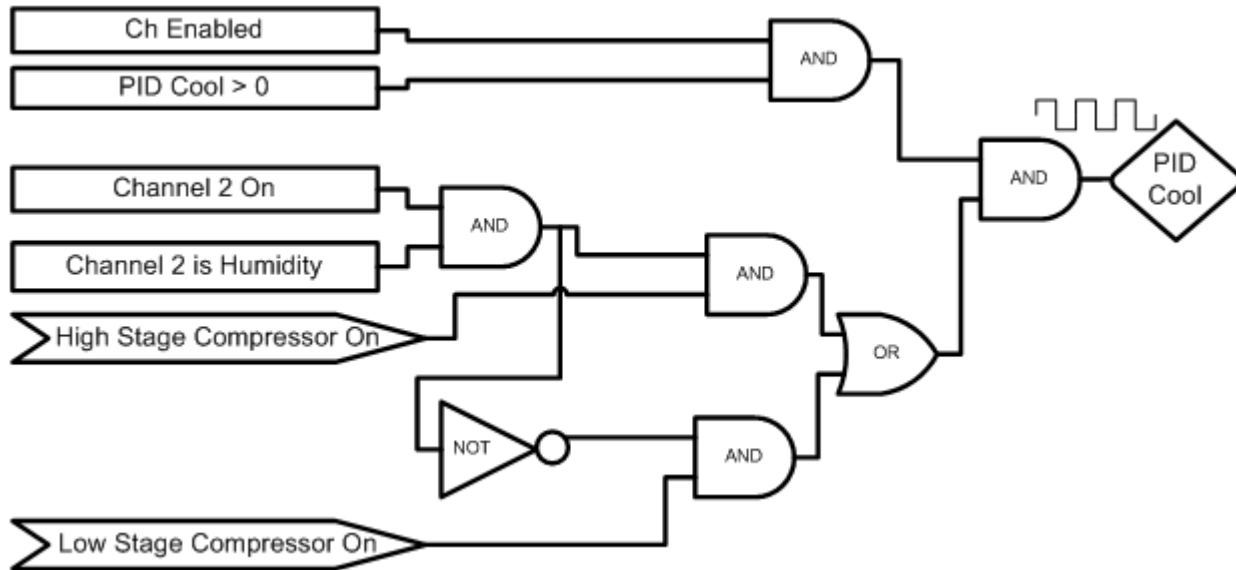 Ch Enabled
PID Cool > 0
AND
AND
PID
Cool
Channel 2 On
AND
Channel 2 is Humidity
AND
High Stage Compressor On
OR
NOT
AND
Low Stage Compressor On